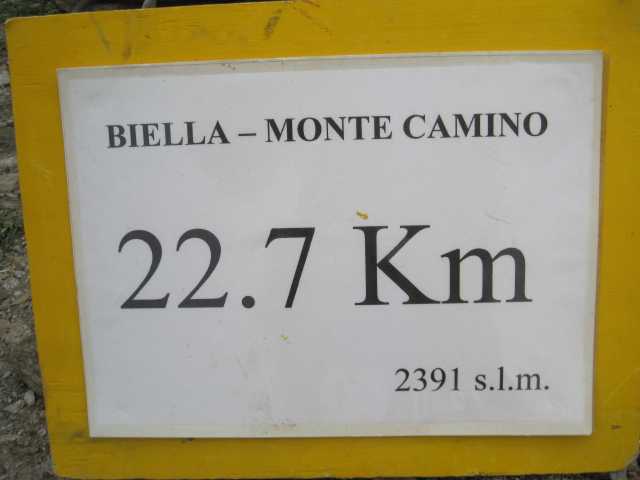 BIELLA – MONTE CAMINO
22.7 Km
2391 s.l.m.